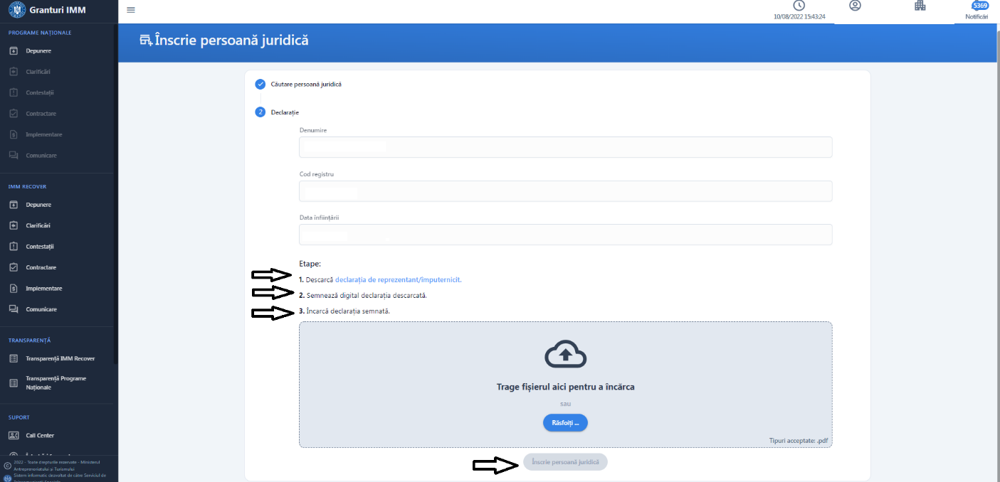 Granturi IMM
10/08/2022 15:43:24
5369
Notificări
PROGRAME NAȚIONALE
Depunere
Clarificări
Contestații
Contractare
Implementare
Comunicare
IMM RECOVER
Depunere
Clarificări
Contestații
Contractare
Implementare
Comunicare
TRANSPARENȚĂ
Transparență IMM Recover
Transparență Programe
Naționale
SUPORT
Call Center
2022 - Toate drepturile rezervate - Ministerul
Antreprenoriatului și Turismului
Sistem informatic dezvoltat de către Serviciul de
Înscrie persoană juridică
Căutare persoană juridică
2 Declarație
Denumire
Cod registru
Data înființării
Etape:
1. Descarcă declarația de reprezentant/împuternicit.
2. Semnează digital declarația descarcată.
3. Încarcă declarația semnată.
Trage fișierul aici pentru a încărca
sau
Răsfoiți ...
Tipuri acceptate: .pdf
Înscrie persoană juridică